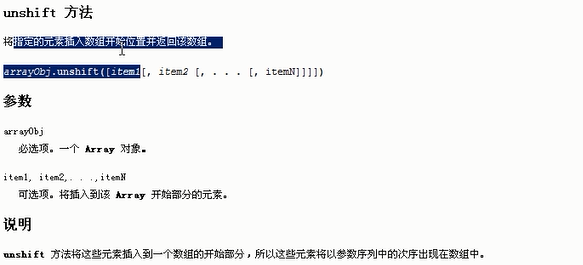 unshift 方法
将指定的元素插入数组开始位置并返回该数组。
arrayObj.unshift([item1[, item2 [, . . . [, itemN]]]])
参数
arrayObj
必选项。一个 Array 对象。
item1, item2,. . .,itemN
可选项。将插入到该 Array 开始部分的元素。
说明
unshift 方法将这些元素插入到一个数组的开始部分，所以这些元素将以参数序列中的次序出现在数组中。